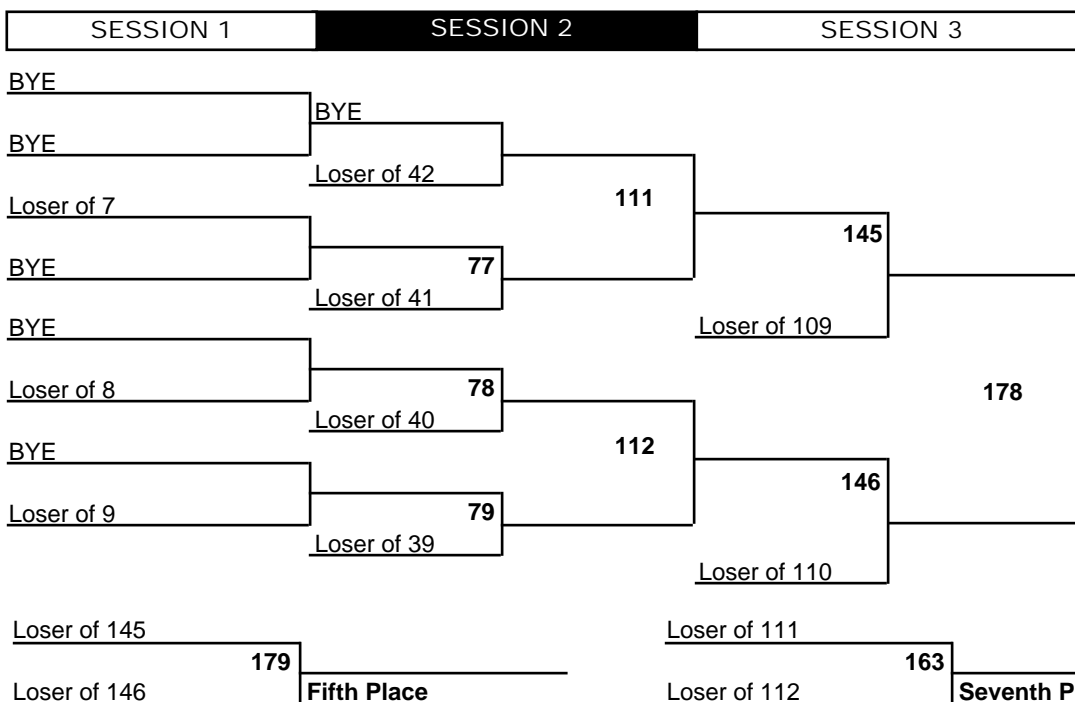 SESSION 1 SESSION 2 SESSION 3
BYE
BYE
BYE
Loser of 42
111
Loser of 7
145
77
BYE
Loser of 41
BYE
Loser of 109
Loser of 8
78
178
Loser of 40
BYE
112
146
Loser of 9
79
Loser of 39
Loser of 110
Loser of 145
179
Loser of 146
Fifth Place
Loser of 111
163
Loser of 112
Seventh P